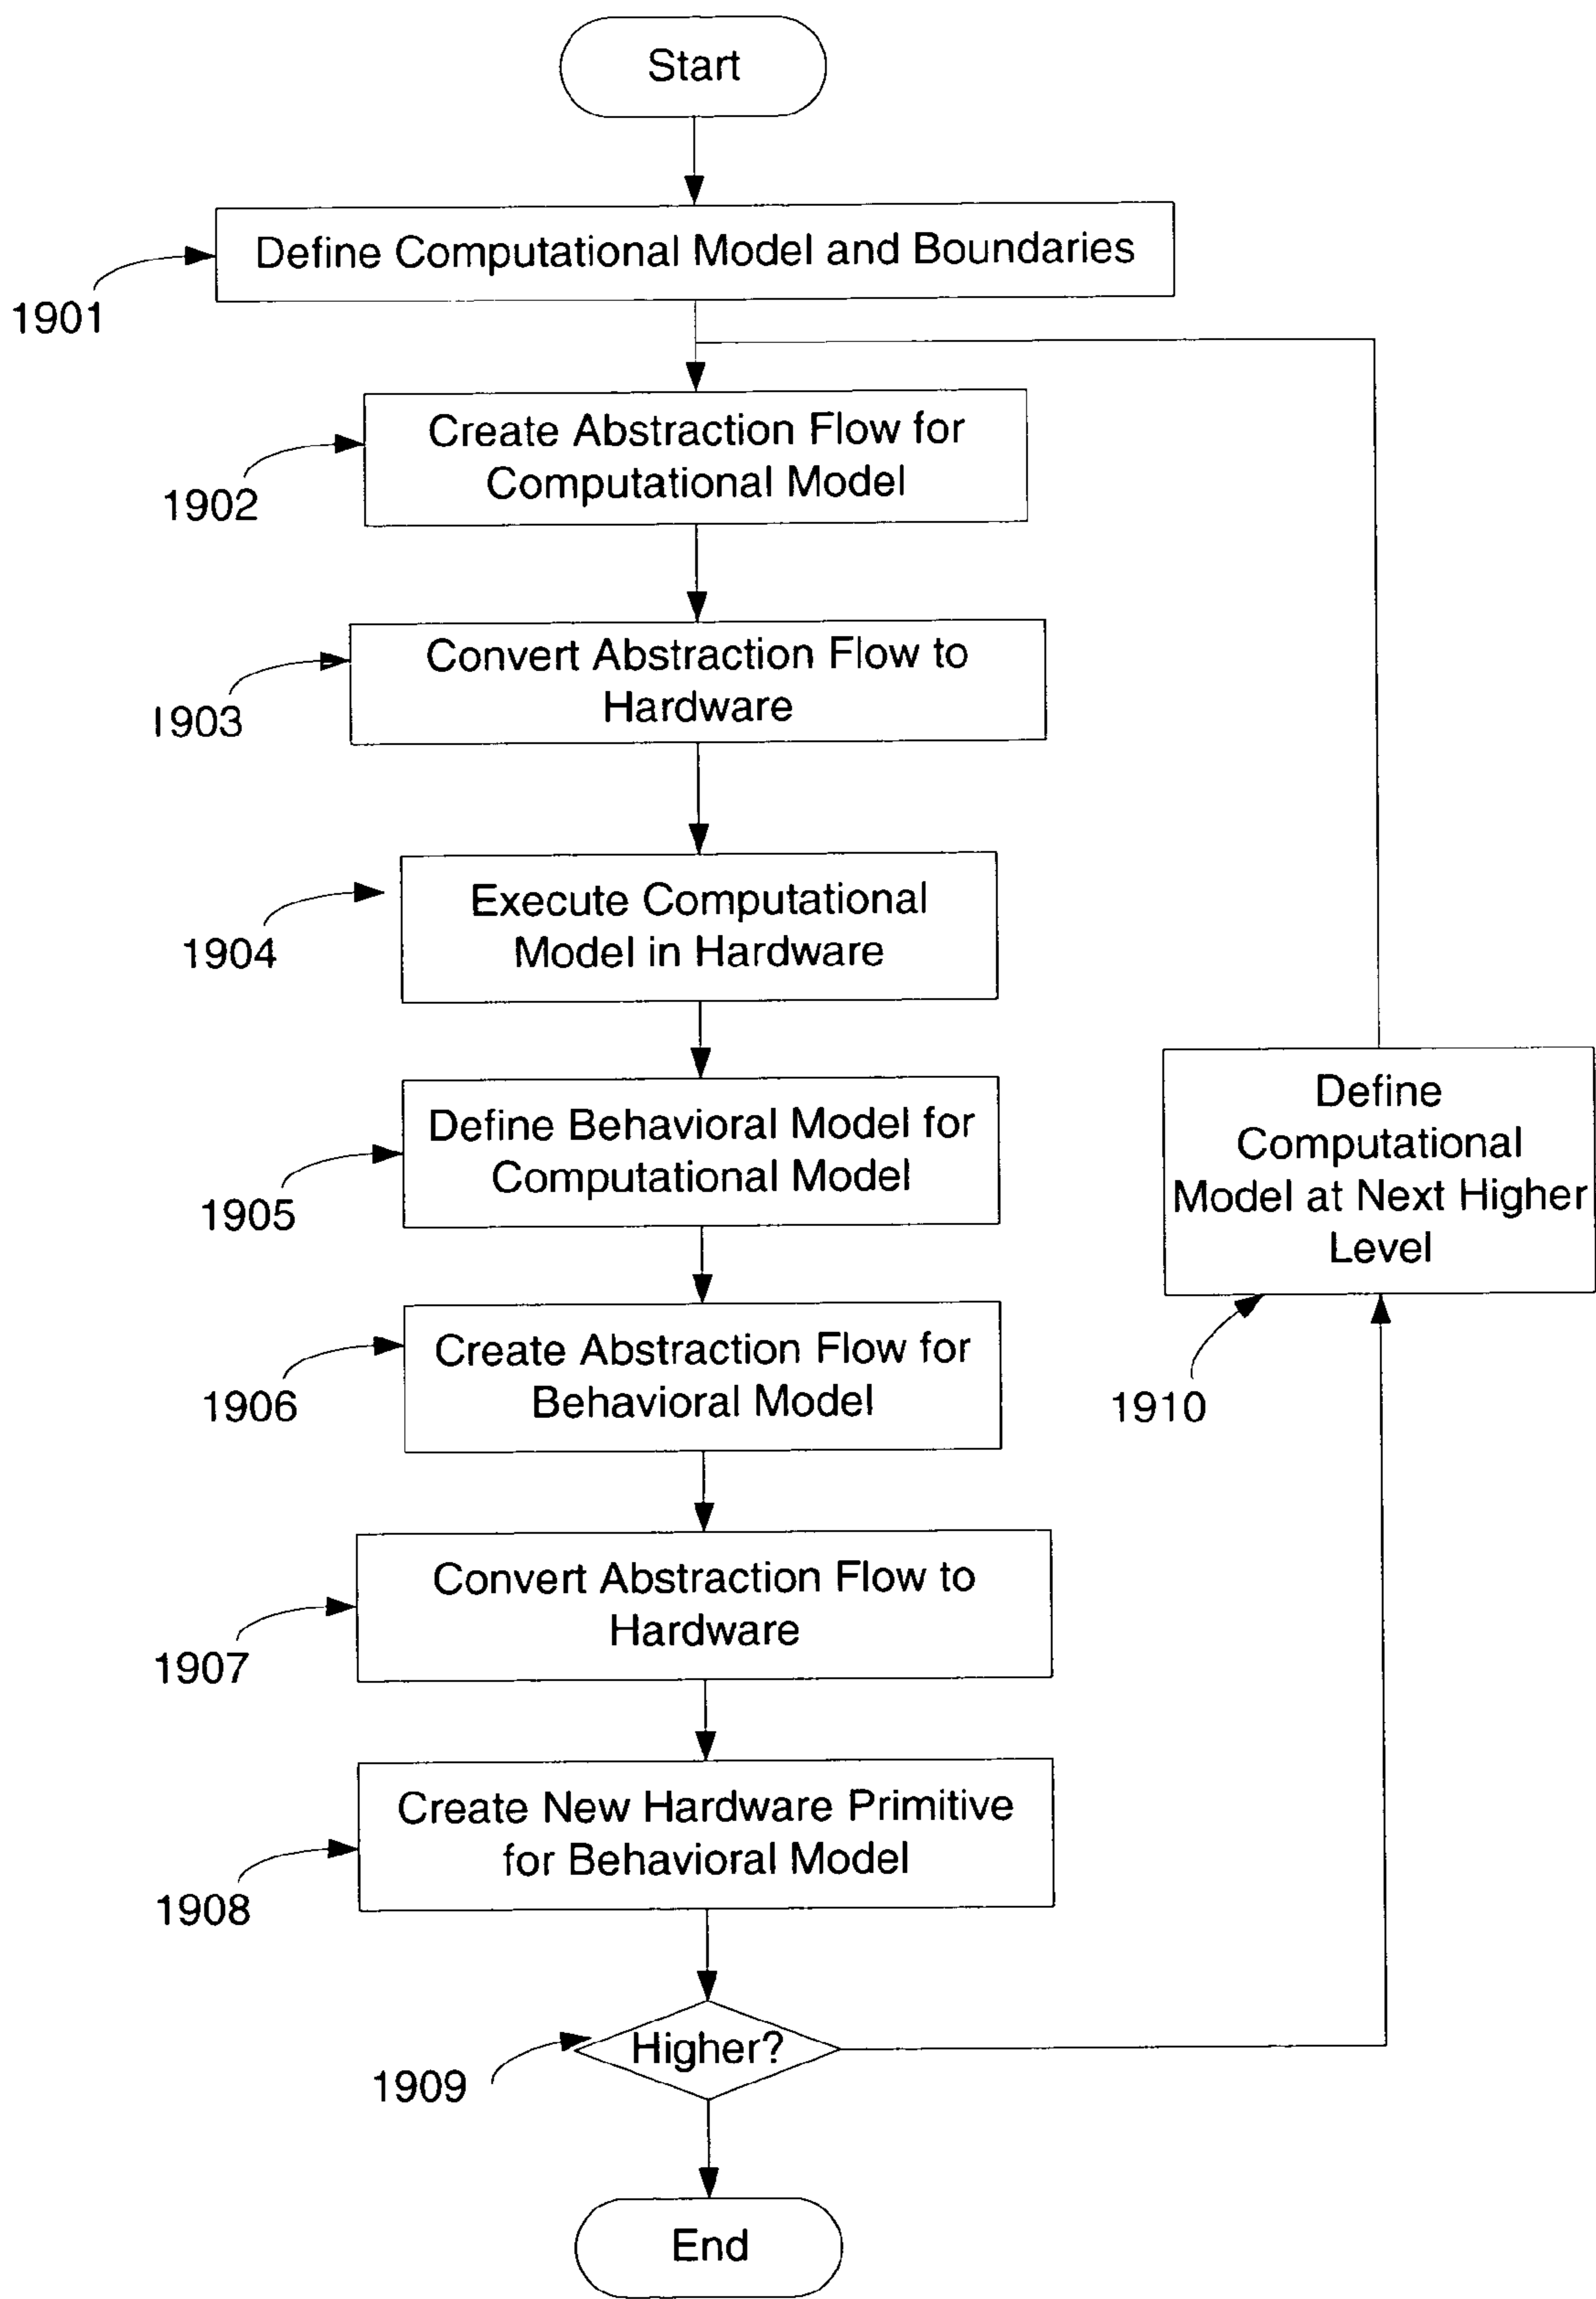 Start
Define Computational Model and Boundaries
1901
Create Abstraction Flow for
Computational Model
1902
Convert Abstraction Flow to
Hardware
1903
Execute Computational
Model in Hardware
1904
Define Behavioral Model for
Computational Model
1905
Create Abstraction Flow for
Behavioral Model
1906
Convert Abstraction Flow to
Hardware
1907
Create New Hardware Primitive
for Behavioral Model
1908
Higher?
1909
Define
Computational
Model at Next Higher
Level
1910
End